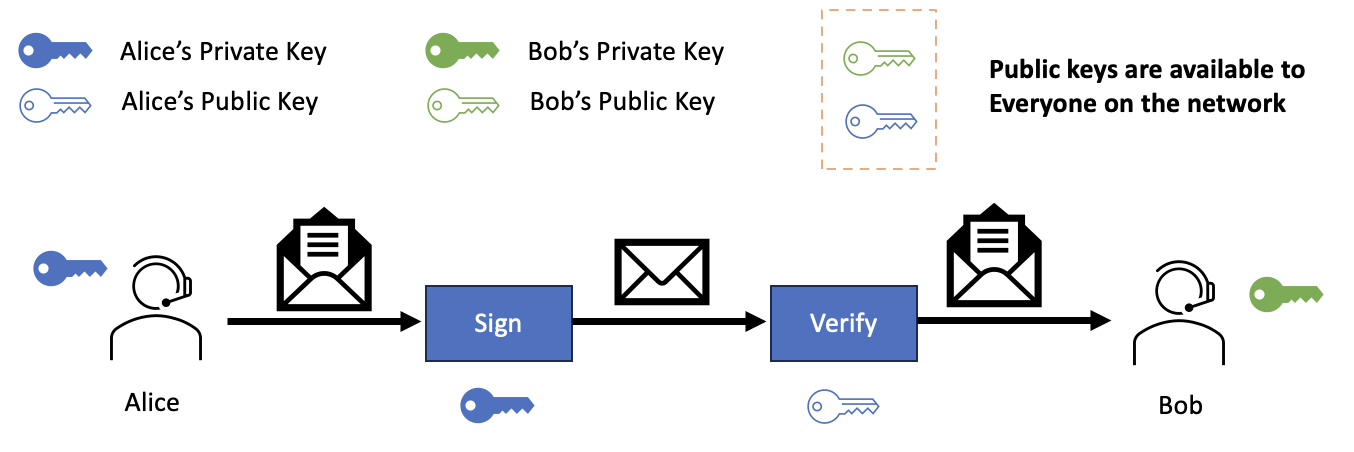 Alice’s Private Key
Alice’s Public Key
Bob’s Private Key
Bob’s Public Key
Public keys are available to
Everyone on the network
Sign
Verify
Alice
Bob